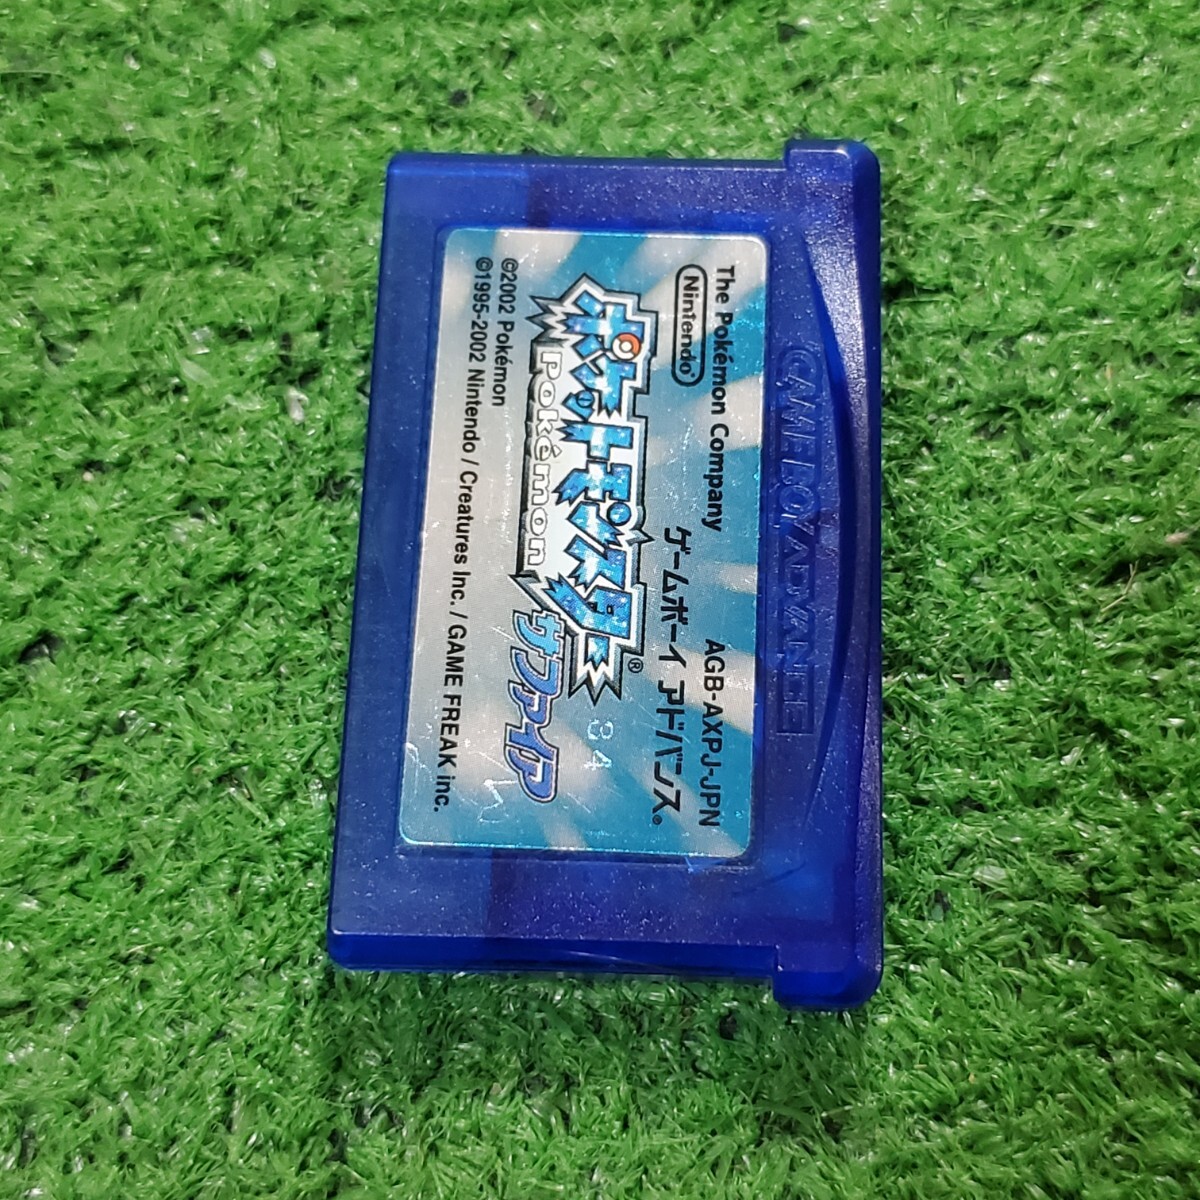 GAME BOY ADVANCE
The Pokémon Company AGB-AXPJ-JPN
Nintendo® ゲームボーイ アドバンス®
ポケットモンスター®
Pokémon サファイア
84
©2002 Pokémon
©1995-2002 Nintendo / Creatures Inc. / GAME FREAK inc.